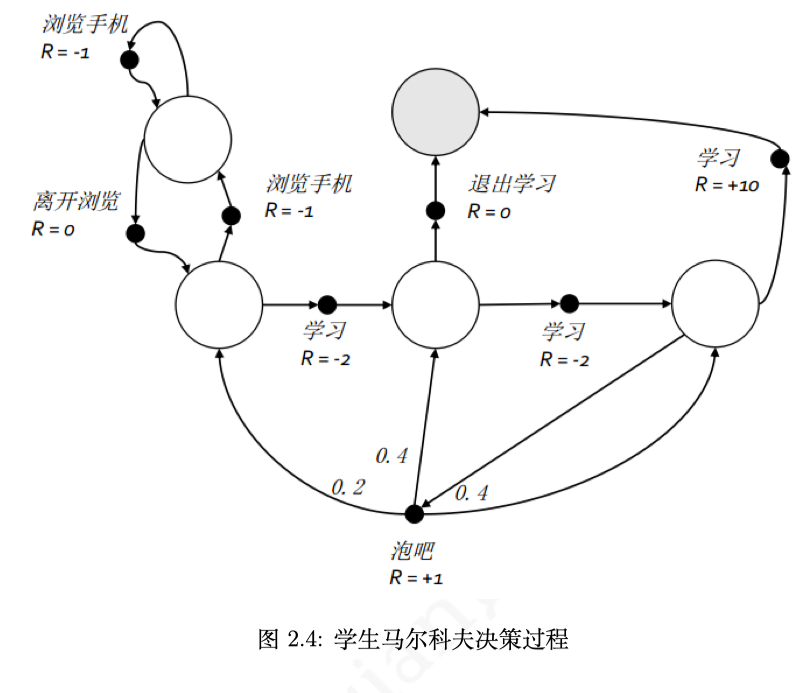 浏览手机
R = -1
离开浏览
R = 0
浏览手机
R = -1
退出学习
R = 0
学习
R = +10
学习
R = -2
学习
R = -2
0.4
0.2
0.4
泡吧
R = +1
图 2.4: 学生马尔科夫决策过程